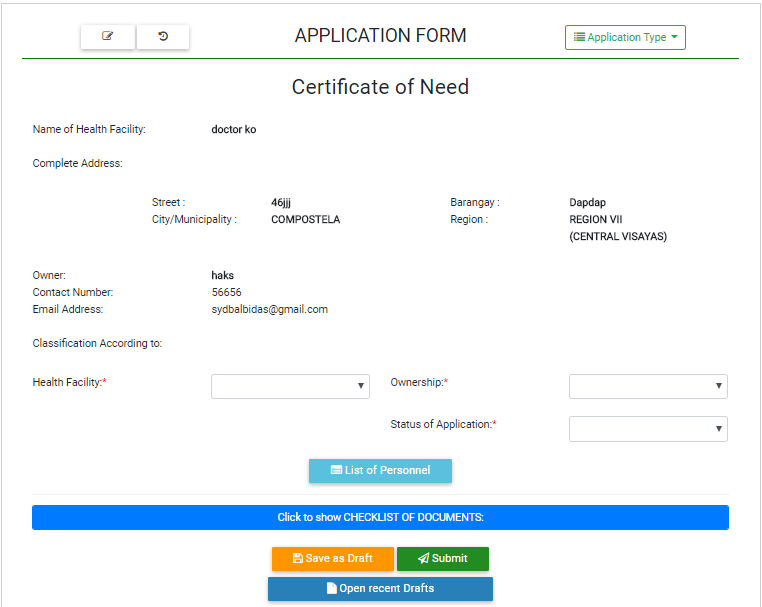 APPLICATION FORM
Application Type
Certificate of Need
Name of Health Facility: doctor ko
Complete Address:
Street : 46jjj Barangay : Dapdap
City/Municipality : COMPOSTELA Region : REGION VII
(CENTRAL VISAYAS)
Owner: haks
Contact Number: 56656
Email Address: sydbalbidas@gmail.com
Classification According to:
Health Facility:* Ownership:*
Status of Application:*
List of Personnel
Click to show CHECKLIST OF DOCUMENTS:
Save as Draft Submit
Open recent Drafts